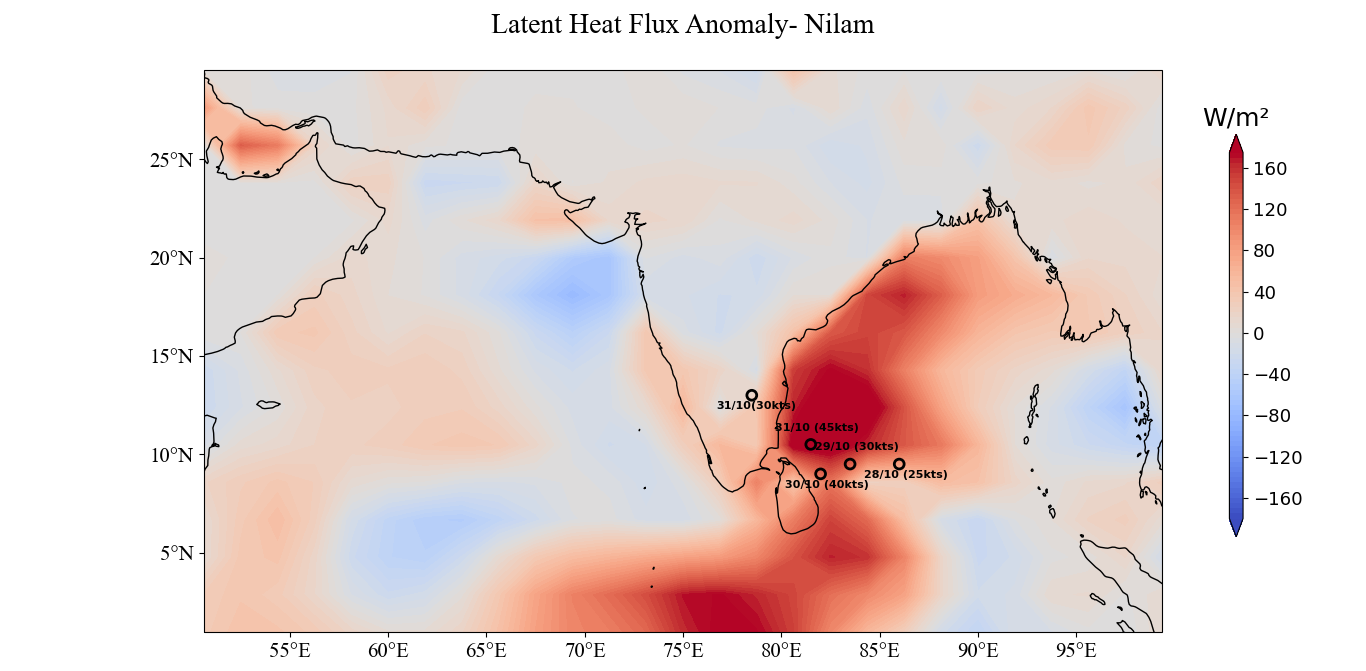 Latent Heat Flux Anomaly- Nilam
W/m²
160
120
80
40
0
−40
−80
−120
−160
25°N
20°N
15°N
10°N
5°N
31/10(30kts)
31/10 (45kts)
29/10 (30kts)
28/10 (25kts)
30/10 (40kts)
55°E
60°E
65°E
70°E
75°E
80°E
85°E
90°E
95°E